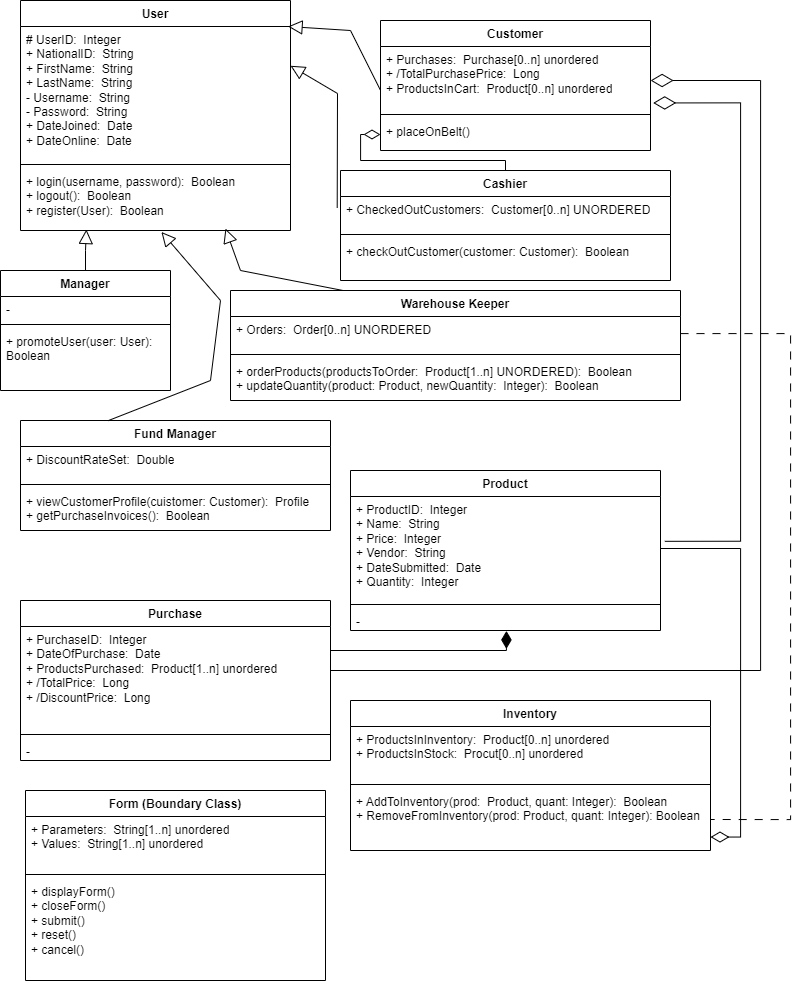 User
# UserID:  Integer
+ NationalID:  String
+ FirstName:  String
+ LastName:  String
- Username:  String
- Password:  String
+ DateJoined:  Date
+ DateOnline:  Date
+ login(username, password):  Boolean
+ logout():  Boolean
+ register(User):  Boolean
Customer
+ Purchases:  Purchase[0..n] unordered
+ /TotalPurchasePrice:  Long
+ ProductsInCart:  Product[0..n] unordered
+ placeOnBelt()
Cashier
+ CheckedOutCustomers:  Customer[0..n] UNORDERED
+ checkOutCustomer(customer: Customer):  Boolean
Manager
-
+ promoteUser(user: User):
Boolean
Warehouse Keeper
+ Orders:  Order[0..n] UNORDERED
+ orderProducts(productsToOrder:  Product[1..n] UNORDERED):  Boolean
+ updateQuantity(product: Product, newQuantity:  Integer):  Boolean
Fund Manager
+ DiscountRateSet:  Double
+ viewCustomerProfile(cuistomer: Customer):  Profile
+ getPurchaseInvoices():  Boolean
Product
+ ProductID:  Integer
+ Name:  String
+ Price:  Integer
+ Vendor:  String
+ DateSubmitted:  Date
+ Quantity:  Integer
-
Purchase
+ PurchaseID:  Integer
+ DateOfPurchase:  Date
+ ProductsPurchased:  Product[1..n] unordered
+ /TotalPrice:  Long
+ /DiscountPrice:  Long
-
Inventory
+ ProductsInInventory:  Product[0..n] unordered
+ ProductsInStock:  Procut[0..n] unordered
+ AddToInventory(prod:  Product, quant: Integer):  Boolean
+ RemoveFromInventory(prod: Product, quant: Integer): Boolean
Form (Boundary Class)
+ Parameters:  String[1..n] unordered
+ Values:  String[1..n] unordered
+ displayForm()
+ closeForm()
+ submit()
+ reset()
+ cancel()